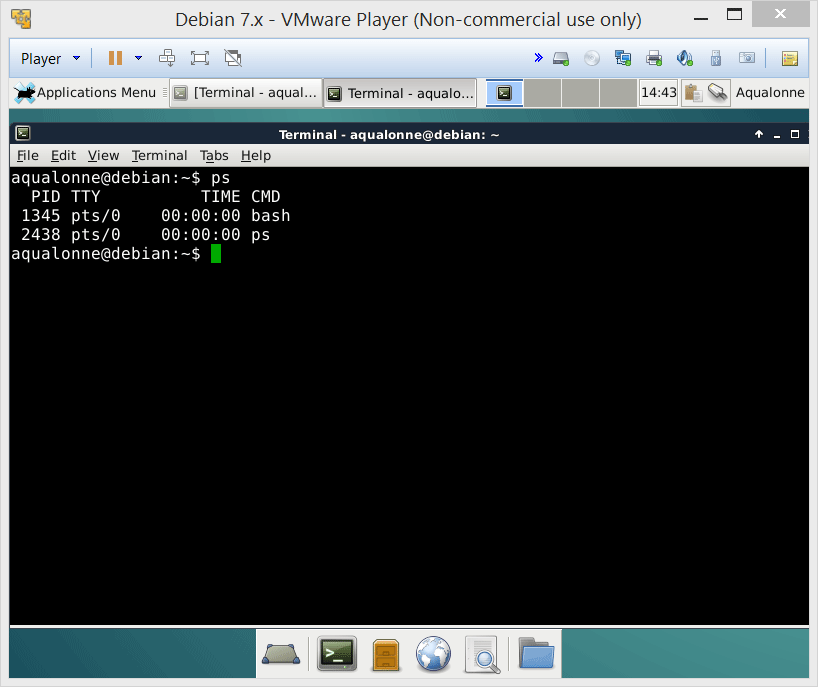 Debian 7.x - VMware Player (Non-commercial use only)
Player
Applications Menu [Terminal - aqual... Terminal - aqualo... 14:43 Aqualonne
Terminal - aqualonne@debian: ~
File Edit View Terminal Tabs Help
aqualonne@debian:~$ ps
  PID TTY          TIME CMD
 1345 pts/0    00:00:00 bash
 2438 pts/0    00:00:00 ps
aqualonne@debian:~$